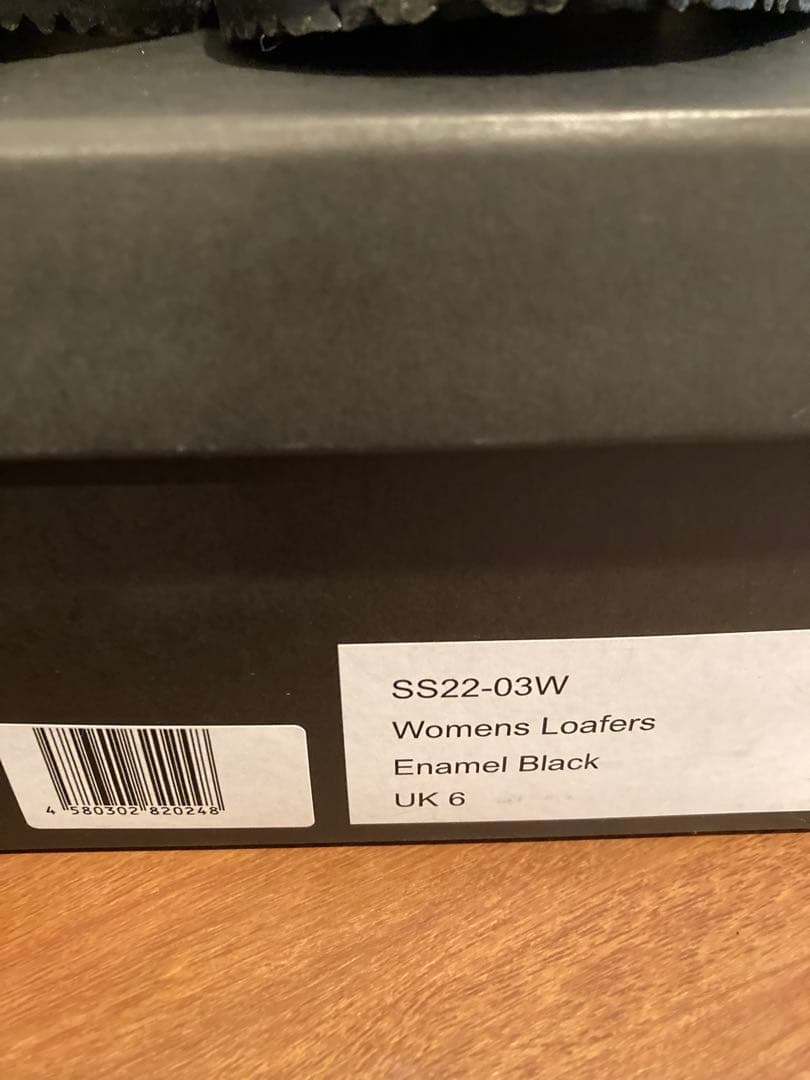 SS22-03W
Womens Loafers
Enamel Black
UK 6
4 580302 820248